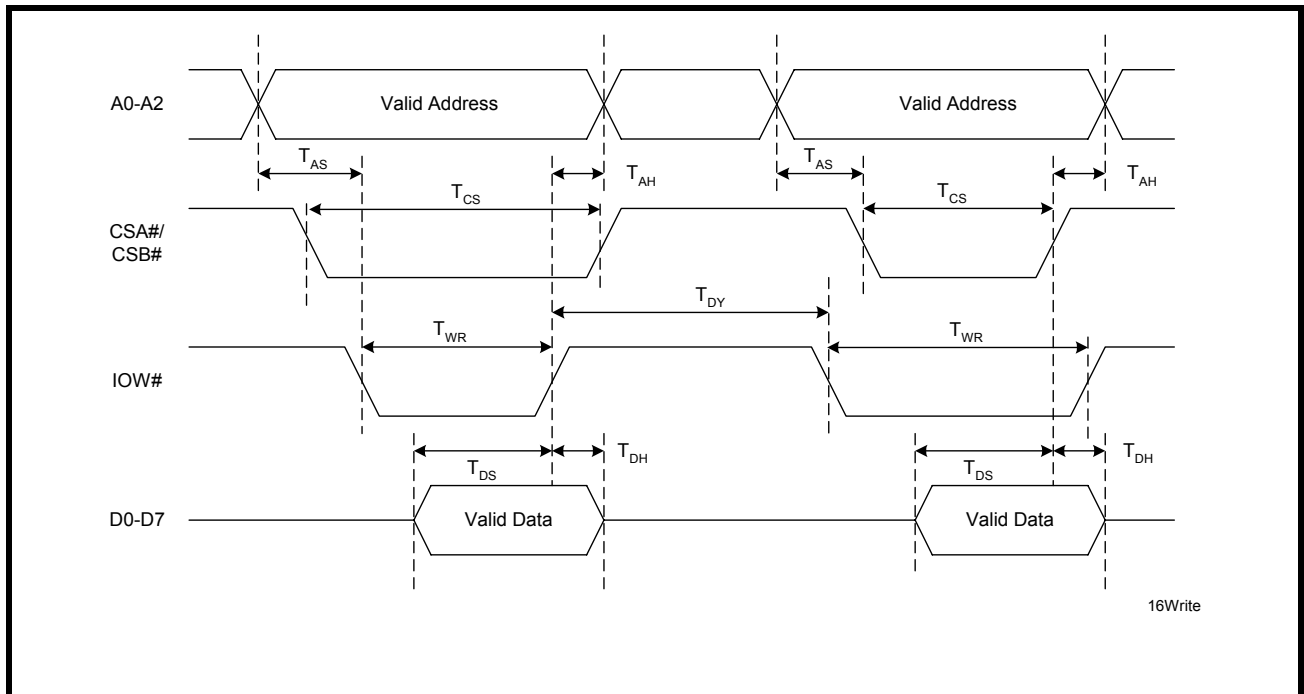 A0-A2
Valid Address
Valid Address
TAS
TAH
TAS
TAH
TCS
TCS
CSA#/
CSB#
TDY
TWR
TWR
IOW#
TDS
TDH
TDS
TDH
D0-D7
Valid Data
Valid Data
16Write